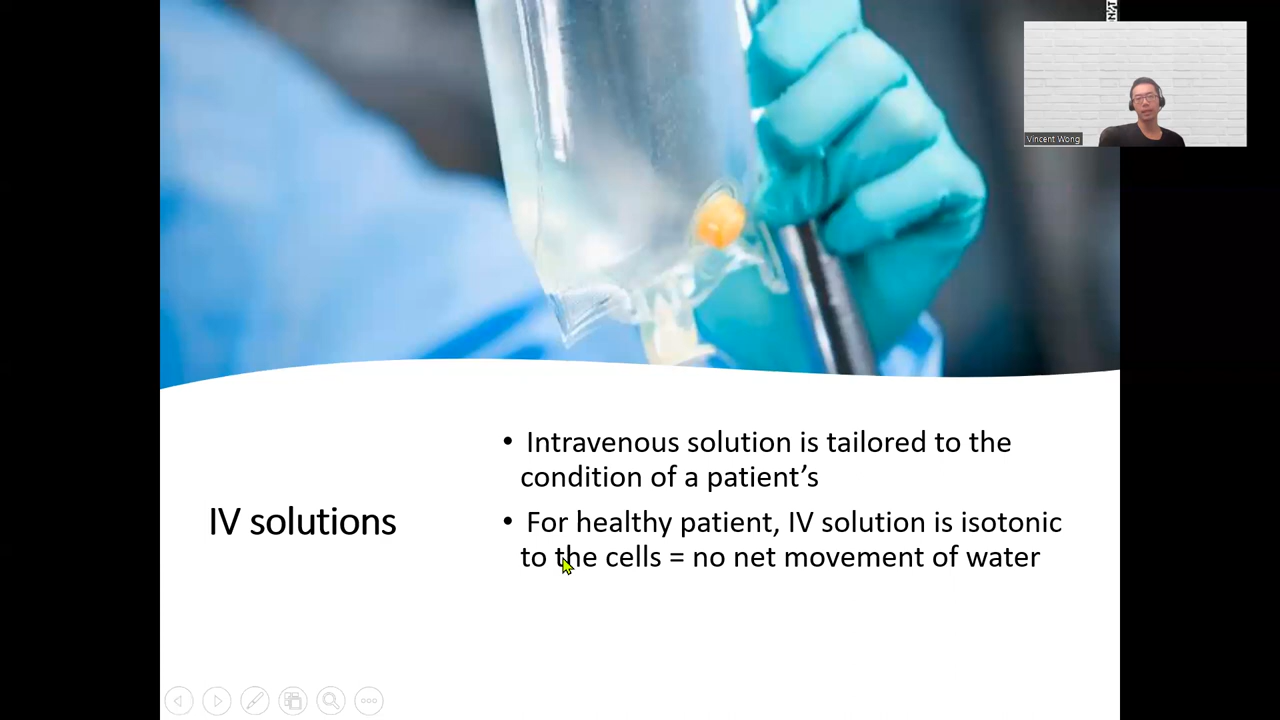 Vincent Wong
IV solutions
• Intravenous solution is tailored to the
condition of a patient’s
• For healthy patient, IV solution is isotonic
to the cells = no net movement of water